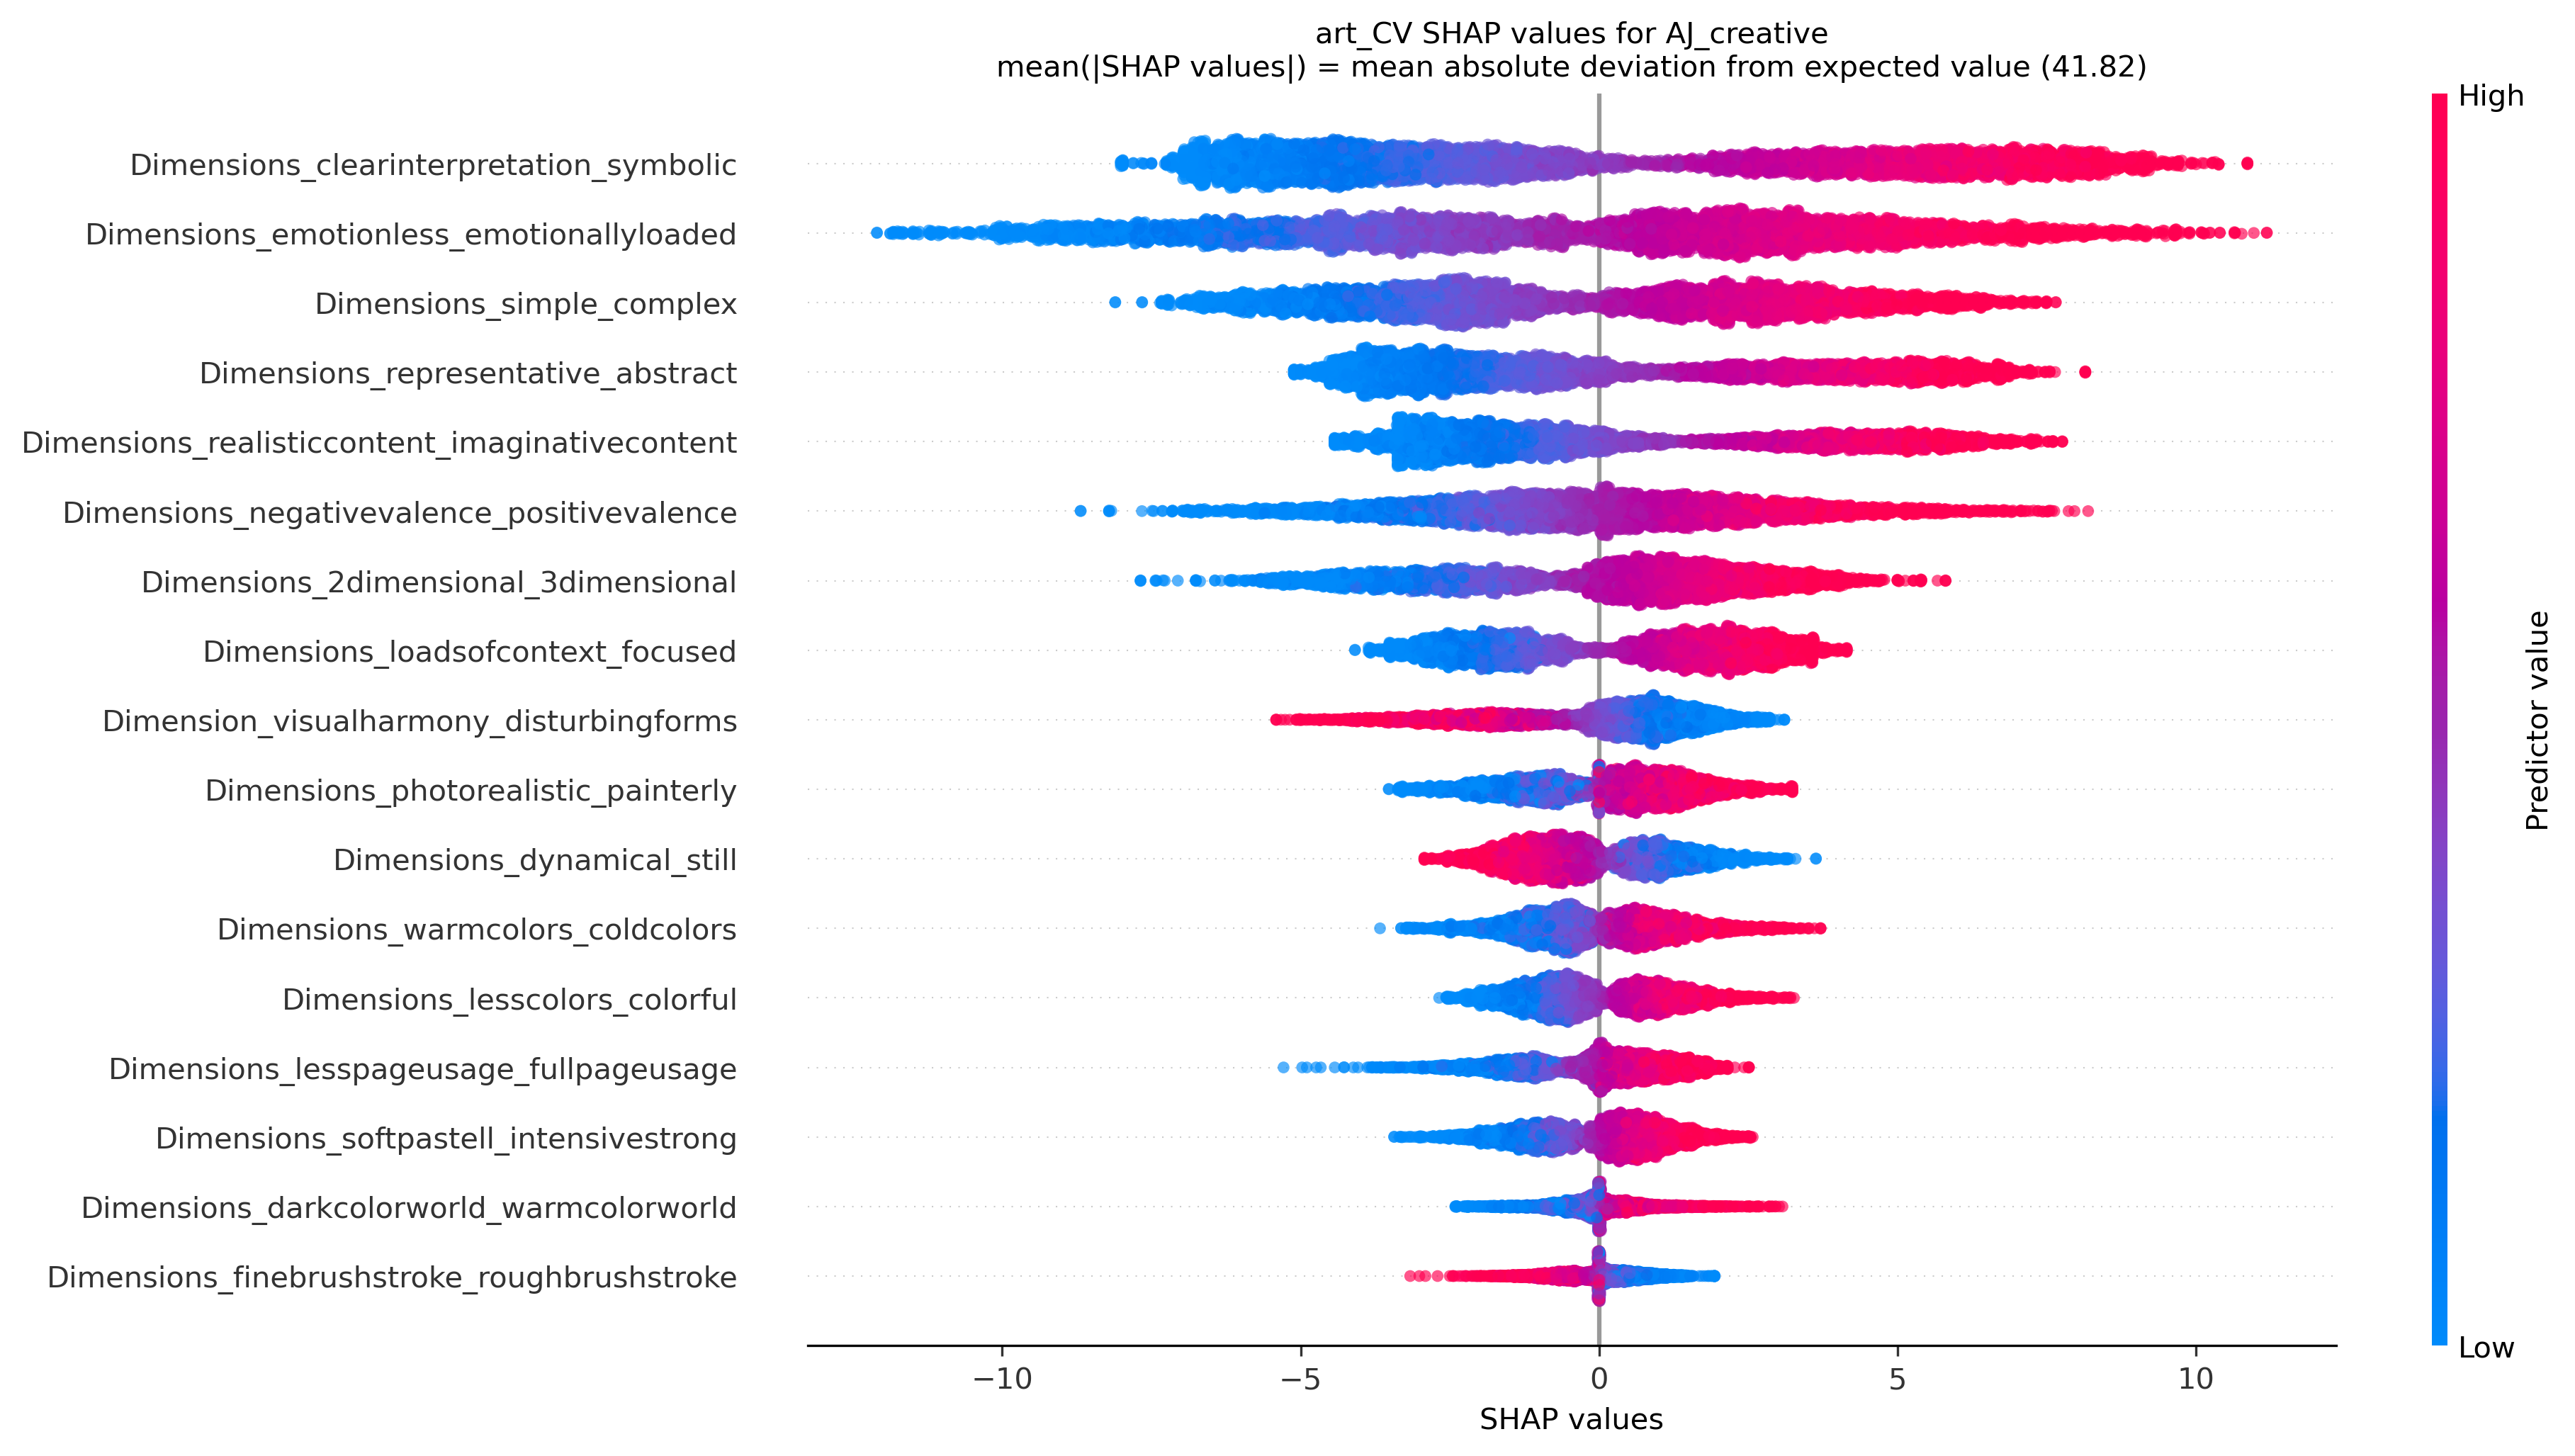 art_CV SHAP values for AJ_creative
mean(|SHAP values|) = mean absolute deviation from expected value (41.82)
High
Dimensions_clearinterpretation_symbolic
Dimensions_emotionless_emotionallyloaded
Dimensions_simple_complex
Dimensions_representative_abstract
Dimensions_realisticcontent_imaginativecontent
Dimensions_negativevalence_positivevalence
Dimensions_2dimensional_3dimensional
Dimensions_loadsofcontext_focused
Dimension_visualharmony_disturbingforms
Dimensions_photorealistic_painterly
Dimensions_dynamical_still
Dimensions_warmcolors_coldcolors
Dimensions_lesscolors_colorful
Dimensions_lesspageusage_fullpageusage
Dimensions_softpastell_intensivestrong
Dimensions_darkcolorworld_warmcolorworld
Dimensions_finebrushstroke_roughbrushstroke
Predictor value
Low
−10 −5 0 5 10
SHAP values